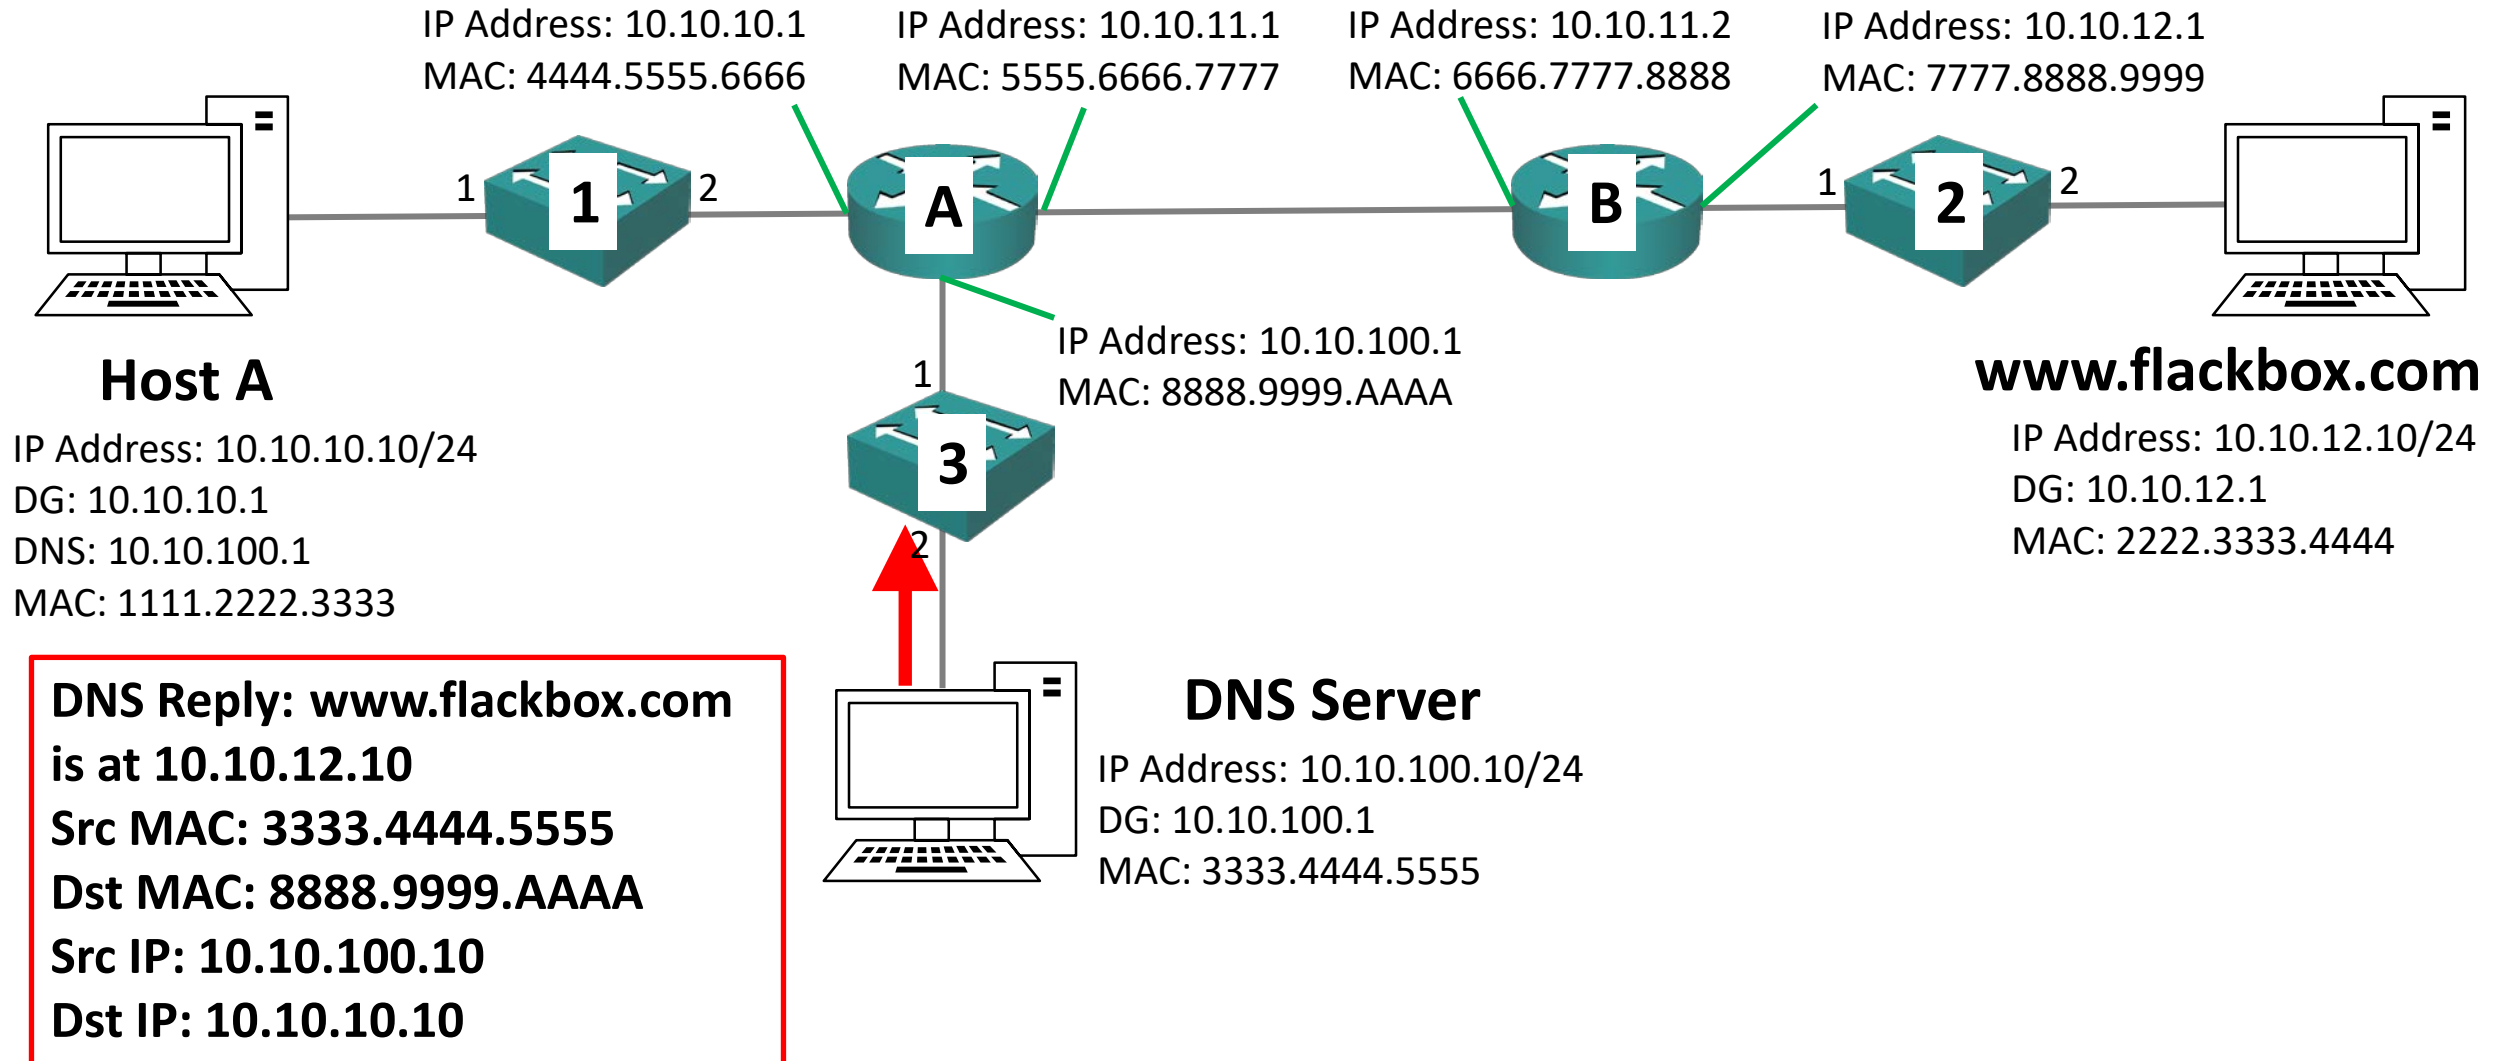 IP Address: 10.10.10.1
MAC: 4444.5555.6666
IP Address: 10.10.11.1
MAC: 5555.6666.7777
IP Address: 10.10.11.2
MAC: 6666.7777.8888
IP Address: 10.10.12.1
MAC: 7777.8888.9999
1
1
2
A
B
1
2
2
IP Address: 10.10.100.1
MAC: 8888.9999.AAAA
1
3
2
Host A
IP Address: 10.10.10.10/24
DG: 10.10.10.1
DNS: 10.10.100.1
MAC: 1111.2222.3333
www.flackbox.com
IP Address: 10.10.12.10/24
DG: 10.10.12.1
MAC: 2222.3333.4444
DNS Reply: www.flackbox.com
is at 10.10.12.10
Src MAC: 3333.4444.5555
Dst MAC: 8888.9999.AAAA
Src IP: 10.10.100.10
Dst IP: 10.10.10.10
DNS Server
IP Address: 10.10.100.10/24
DG: 10.10.100.1
MAC: 3333.4444.5555